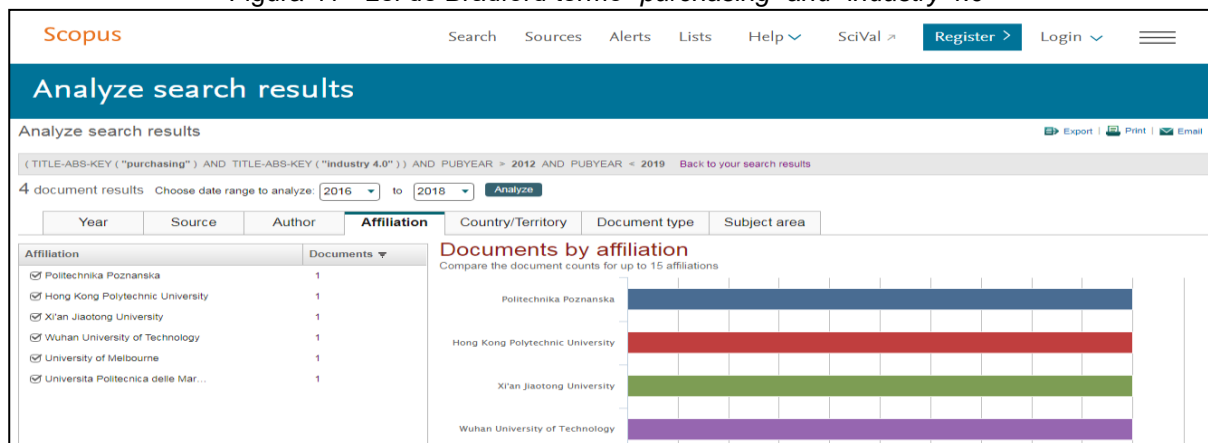 Scopus
Search Sources Alerts Lists Help SciVal Register > Login
Analyze search results
Analyze search results
Export | Print | Email
( TITLE-ABS-KEY ( "purchasing" ) AND TITLE-ABS-KEY ( "industry 4.0" ) ) AND PUBYEAR > 2012 AND PUBYEAR < 2019 Back to your search results
4 document results Choose date range to analyze: 2016 to 2018 Analyze
Year Source Author Affiliation Country/Territory Document type Subject area
Affiliation Documents
Politechnika Poznanska 1
Hong Kong Polytechnic University 1
Xi'an Jiaotong University 1
Wuhan University of Technology 1
University of Melbourne 1
Universita Politecnica delle Mar... 1
Documents by affiliation
Compare the document counts for up to 15 affiliations
Politechnika Poznanska
Hong Kong Polytechnic University
Xi'an Jiaotong University
Wuhan University of Technology